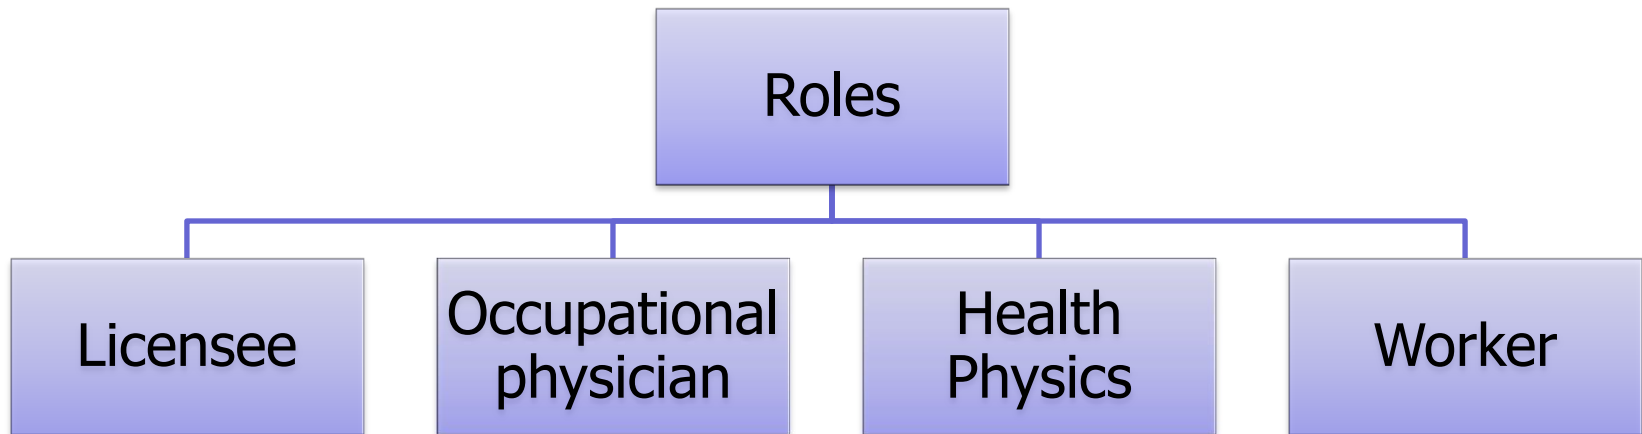 Roles
Licensee
Occupational
physician
Health
Physics
Worker